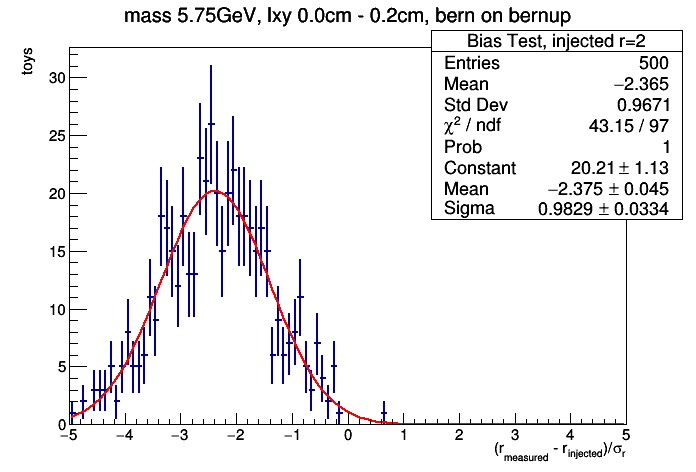 mass 5.75GeV, lxy 0.0cm - 0.2cm, bern on bernup
Bias Test, injected r=2
Entries 500
Mean −2.365
Std Dev 0.9671
χ² / ndf 43.15 / 97
Prob 1
Constant 20.21 ± 1.13
Mean −2.375 ± 0.045
Sigma 0.9829 ± 0.0334
toys
30
25
20
15
10
5
0
−5 −4 −3 −2 −1 0 1 2 3 4 5
(r_measured - r_injected)/σ_r